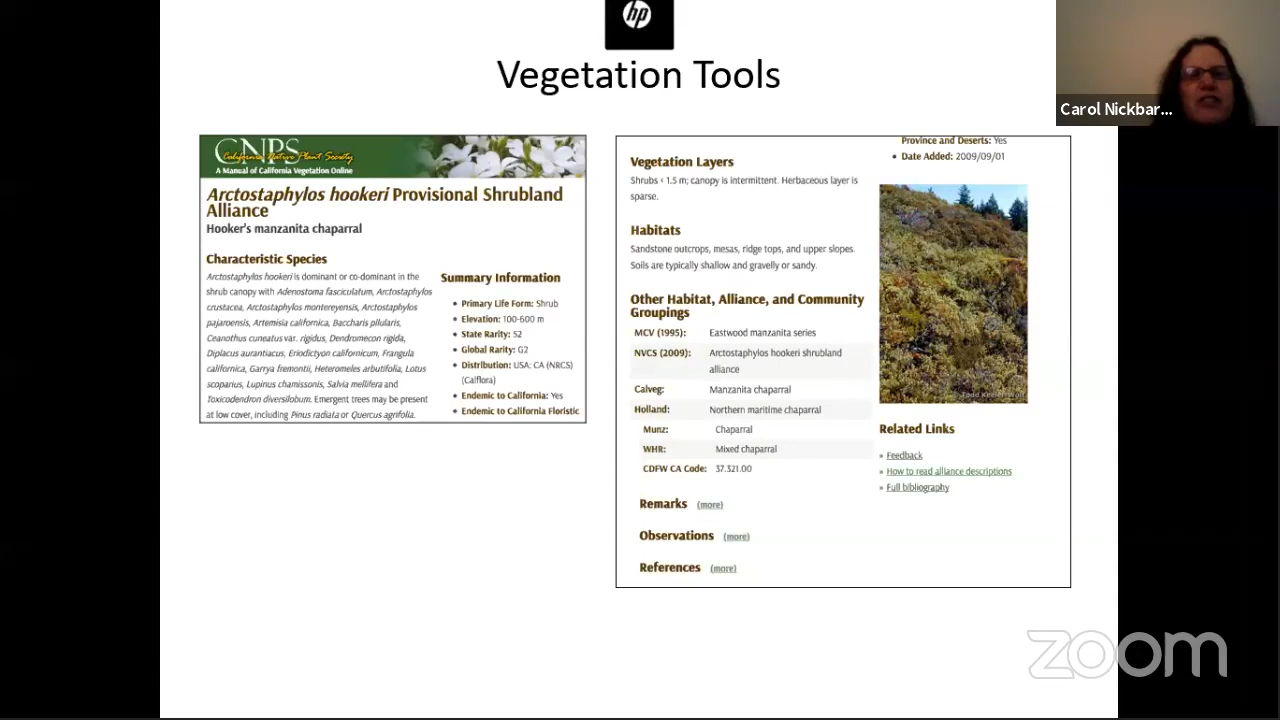 hp
Vegetation Tools
Carol Nickbar...
CNPS
California Native Plant Society
A Manual of California Vegetation Online
Arctostaphylos hookeri Provisional Shrubland
Alliance
Hooker's manzanita chaparral
Characteristic Species
Arctostaphylos hookeri is dominant or co-dominant in the
shrub canopy with Adenostoma fasciculatum, Arctostaphylos
crustacea, Arctostaphylos montereyensis, Arctostaphylos
pajaroensis, Artemisia californica, Baccharis pilularis,
Ceanothus cuneatus var. rigidus, Dendromecon rigida,
Diplacus aurantiacus, Eriodictyon californicum, Frangula
californica, Garrya fremontii, Heteromeles arbutifolia, Lotus
scoparius, Lupinus chamissonis, Salvia mellifera and
Toxicodendron diversilobum. Emergent trees may be present
at low cover, including Pinus radiata or Quercus agrifolia.
Summary Information
• Primary Life Form: Shrub
• Elevation: 100-600 m
• State Rarity: S2
• Global Rarity: G2
• Distribution: USA: CA (NRCS)
(Calflora)
• Endemic to California: Yes
• Endemic to California Floristic
Province and Deserts: Yes
• Date Added: 2009/09/01
Vegetation Layers
Shrubs < 1.5 m; canopy is intermittent. Herbaceous layer is
sparse.
Habitats
Sandstone outcrops, mesas, ridge tops, and upper slopes.
Soils are typically shallow and gravelly or sandy.
Other Habitat, Alliance, and Community
Groupings
MCV (1995): Eastwood manzanita series
NVCS (2009): Arctostaphylos hookeri shrubland
alliance
Calveg: Manzanita chaparral
Holland: Northern maritime chaparral
Munz: Chaparral
WHR: Mixed chaparral
CDFW CA Code: 37.321.00
Remarks (more)
Observations (more)
References (more)
© Todd Keeler-Wolf
Related Links
» Feedback
» How to read alliance descriptions
» Full bibliography
zoom